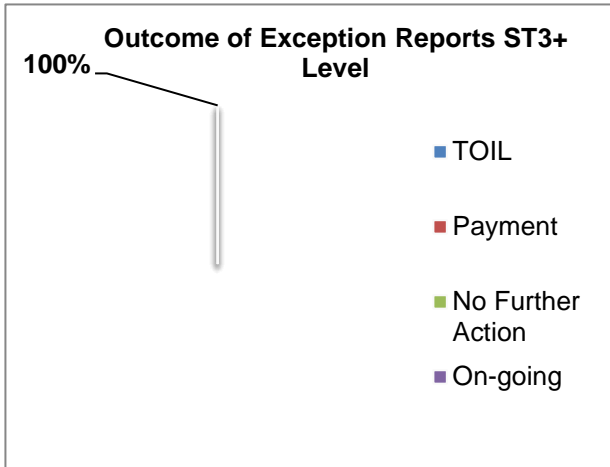 Outcome of Exception Reports ST3+
Level
100%
TOIL
Payment
No Further
Action
On-going